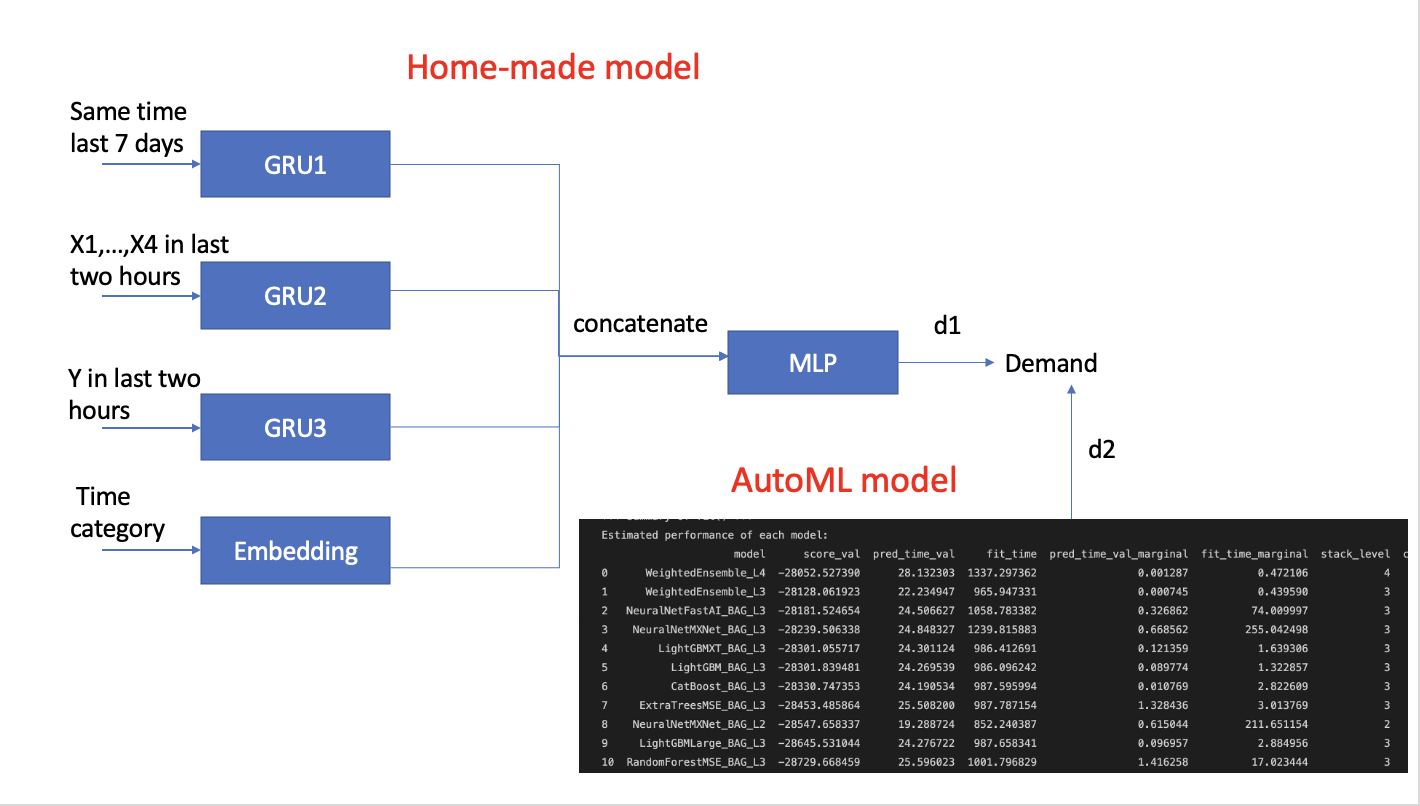 Home-made model
Same time
last 7 days
GRU1
X1,...,X4 in last
two hours
GRU2
Y in last two
hours
GRU3
Time
category
Embedding
concatenate
MLP
d1
Demand
d2
AutoML model
Estimated performance of each model:
model score_val pred_time_val fit_time pred_time_val_marginal fit_time_marginal stack_level
0 WeightedEnsemble_L4 -28052.527390 28.132303 1337.297362 0.001287 0.472106 4
1 WeightedEnsemble_L3 -28128.061923 22.234947 965.947331 0.000745 0.439590 3
2 NeuralNetFastAI_BAG_L3 -28181.524654 24.506627 1058.783382 0.326862 74.009997 3
3 NeuralNetMXNet_BAG_L3 -28239.506338 24.848327 1239.815883 0.668562 255.042498 3
4 LightGBMXT_BAG_L3 -28301.055717 24.301124 986.412691 0.121359 1.639306 3
5 LightGBM_BAG_L3 -28301.839481 24.269539 986.096242 0.089774 1.322857 3
6 CatBoost_BAG_L3 -28330.747353 24.190534 987.595994 0.010769 2.822609 3
7 ExtraTreesMSE_BAG_L3 -28453.485864 25.508200 987.787154 1.328436 3.013769 3
8 NeuralNetMXNet_BAG_L2 -28547.658337 19.288724 852.240387 0.615044 211.651154 2
9 LightGBMLarge_BAG_L3 -28645.531044 24.276722 987.658341 0.096957 2.884956 3
10 RandomForestMSE_BAG_L3 -28729.668459 25.596023 1001.796829 1.416258 17.023444 3